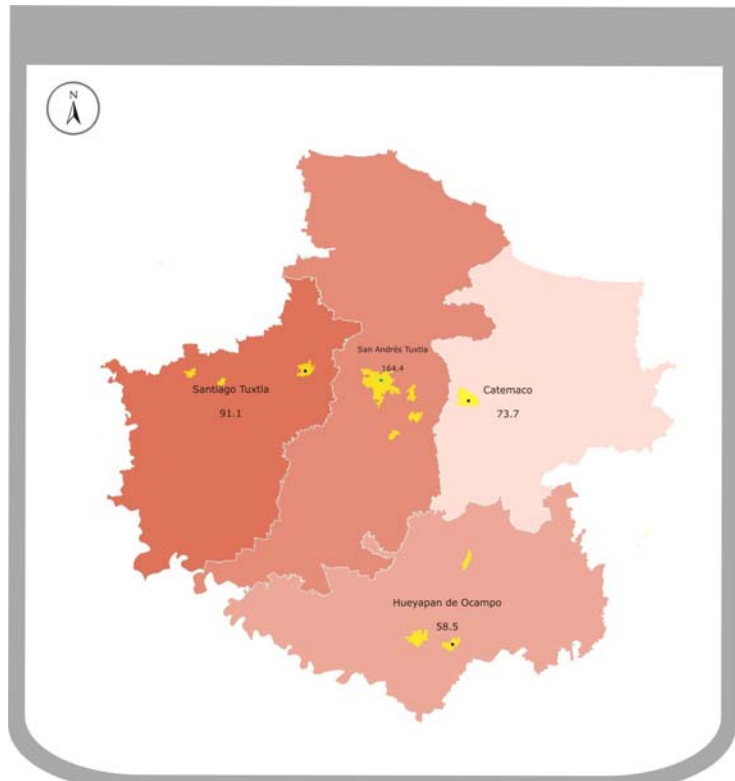 N
San Andrés Tuxtla
164.4
Santiago Tuxtla
91.1
Catemaco
73.7
Hueyapan de Ocampo
58.5